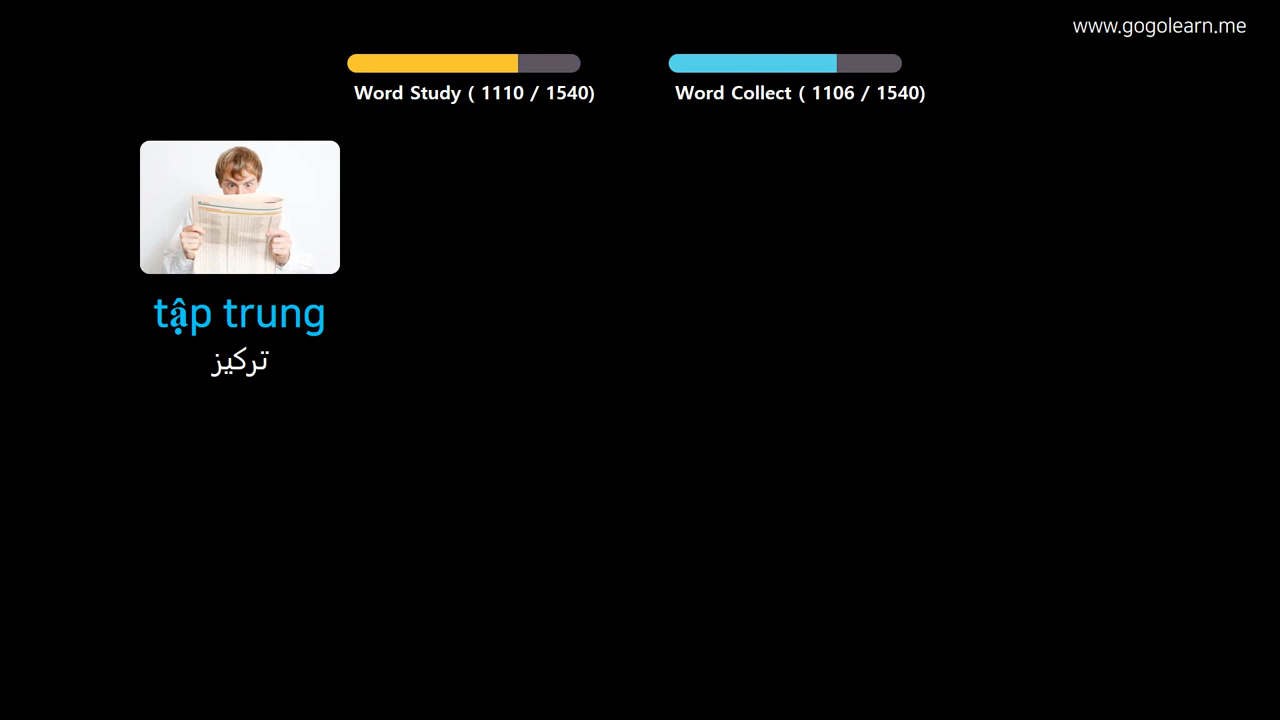 www.gogolearn.me
Word Study ( 1110 / 1540)
Word Collect ( 1106 / 1540)
tập trung
تركيز